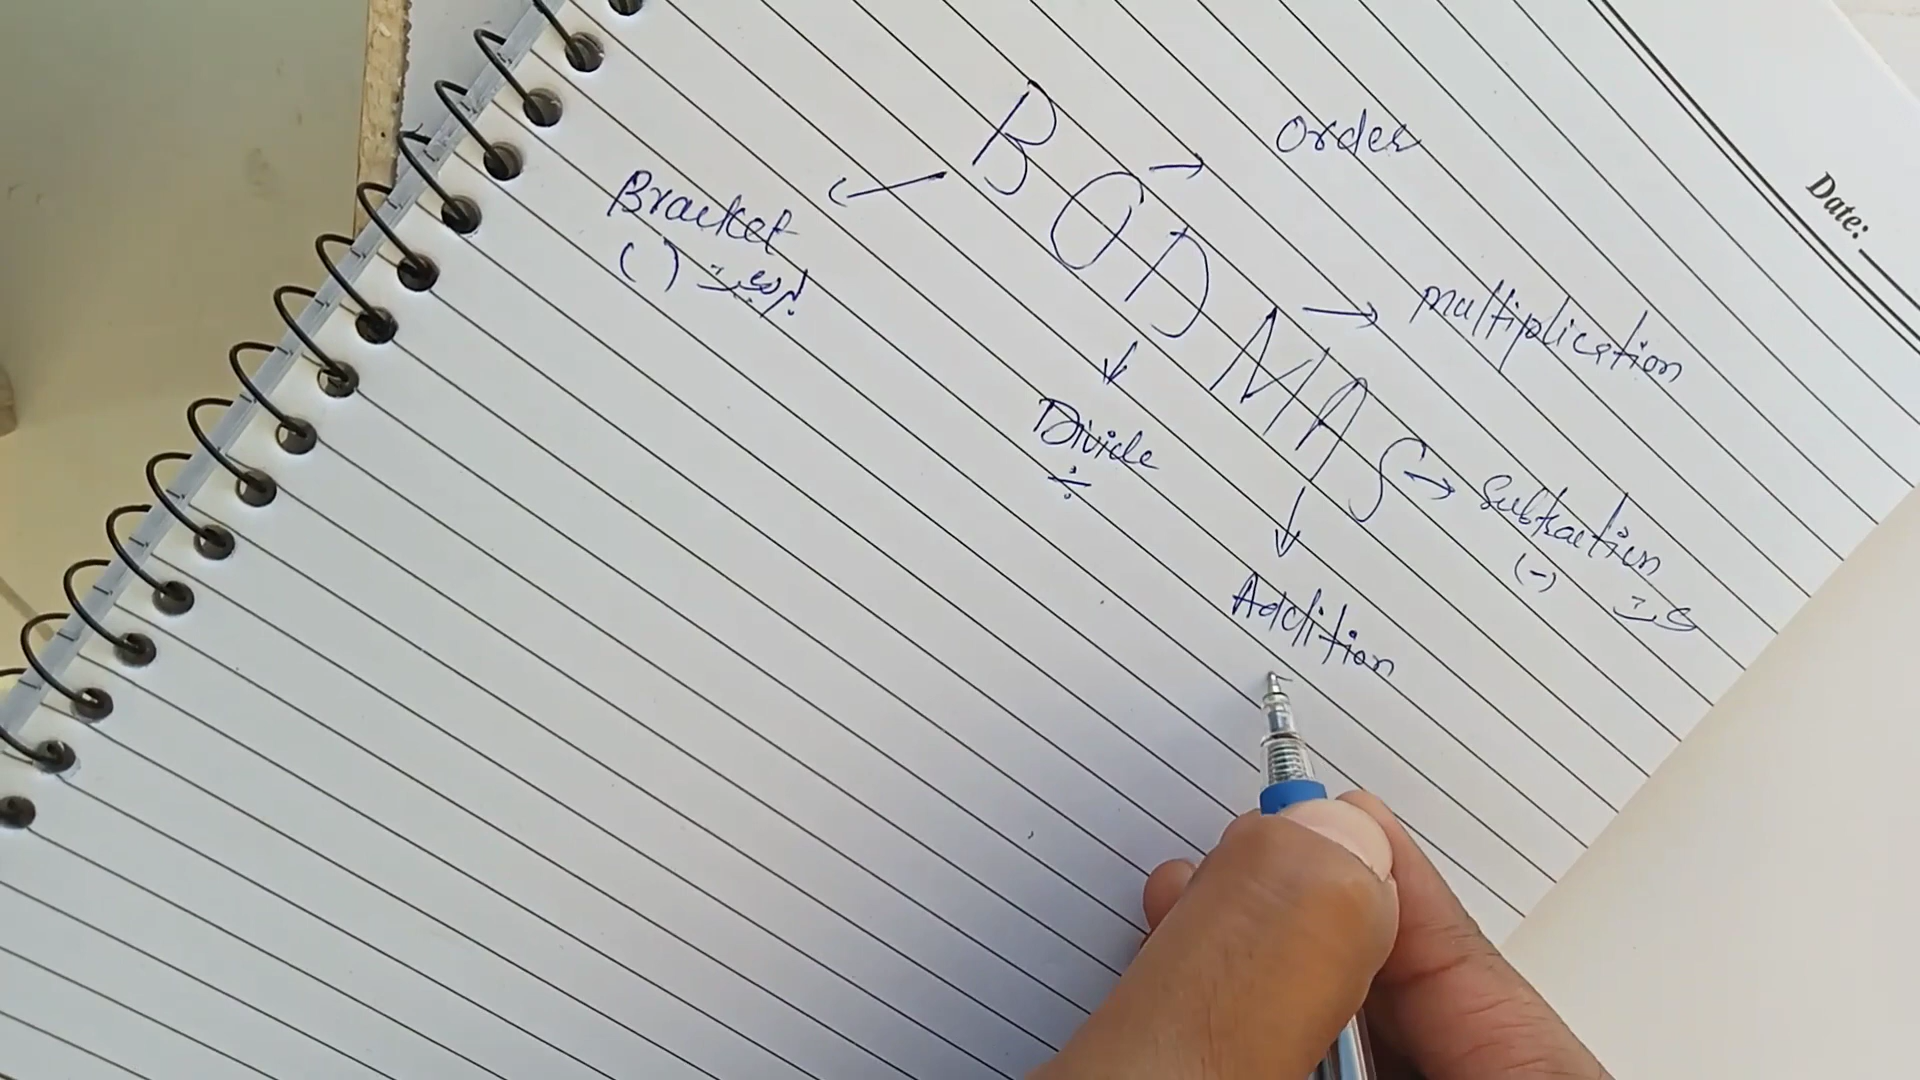 Date:
BODMAS
order
Bracket
( ) بریکٹ
multiplication
Divide
÷
Subtraction
(-)
Addition